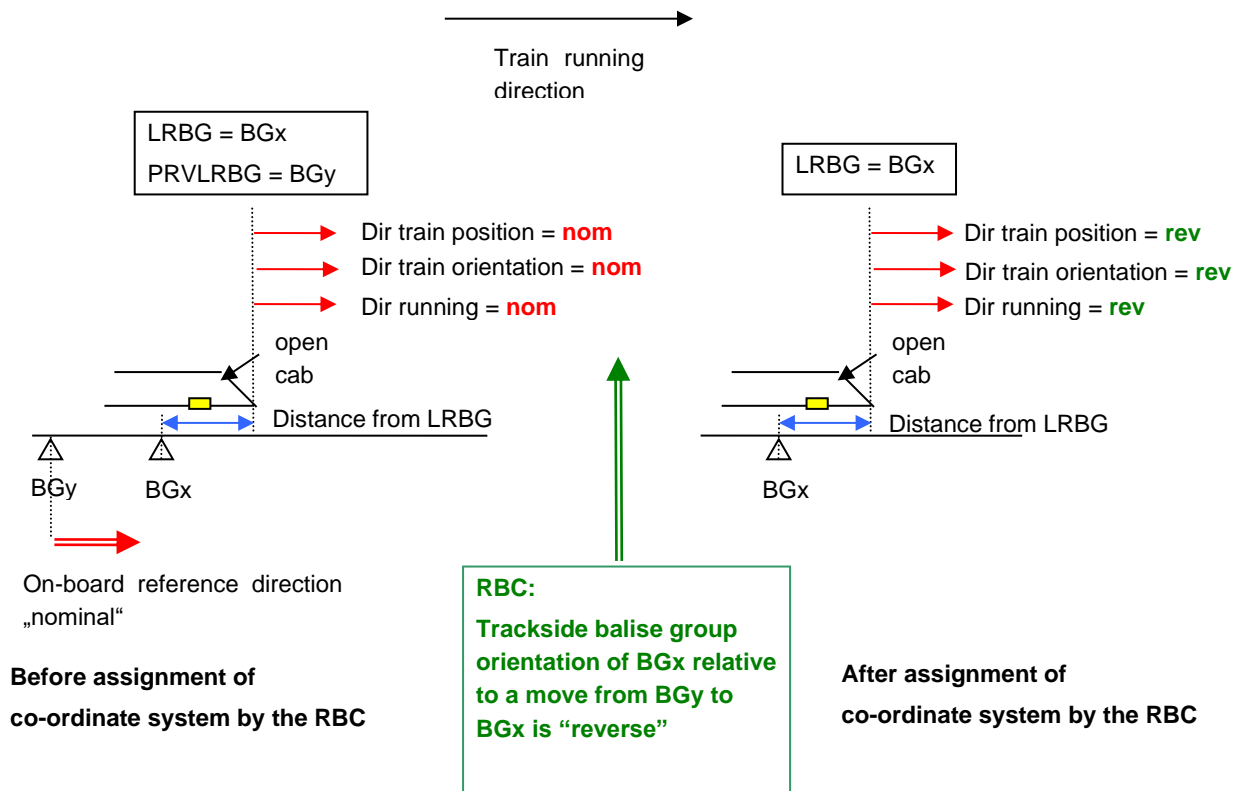 Train running
direction
LRBG = BGx
PRVLRBG = BGy
Dir train position = nom
Dir train orientation = nom
Dir running = nom
open
cab
Distance from LRBG
BGy
BGx
On-board reference direction
„nominal“
Before assignment of
co-ordinate system by the RBC
RBC:
Trackside balise group
orientation of BGx relative
to a move from BGy to
BGx is “reverse”
LRBG = BGx
Dir train position = rev
Dir train orientation = rev
Dir running = rev
open
cab
Distance from LRBG
BGx
After assignment of
co-ordinate system by the RBC